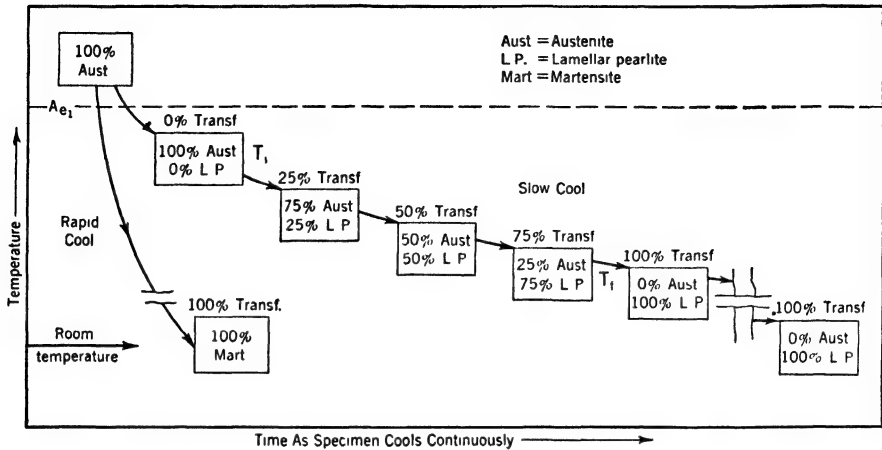 100%
Aust
Aust = Austenite
L P. = Lamellar pearlite
Mart = Martensite
Ae1
0% Transf
100% Aust
0% L P
T1
25% Transf
75% Aust
25% L P
Slow Cool
50% Transf
50% Aust
50% L P
75% Transf
25% Aust
75% L P
Tf
100% Transf
0% Aust
100% L P
100% Transf
0% Aust
100% L P
Rapid
Cool
100% Transf.
100%
Mart
Room
temperature
Temperature
Time As Specimen Cools Continuously